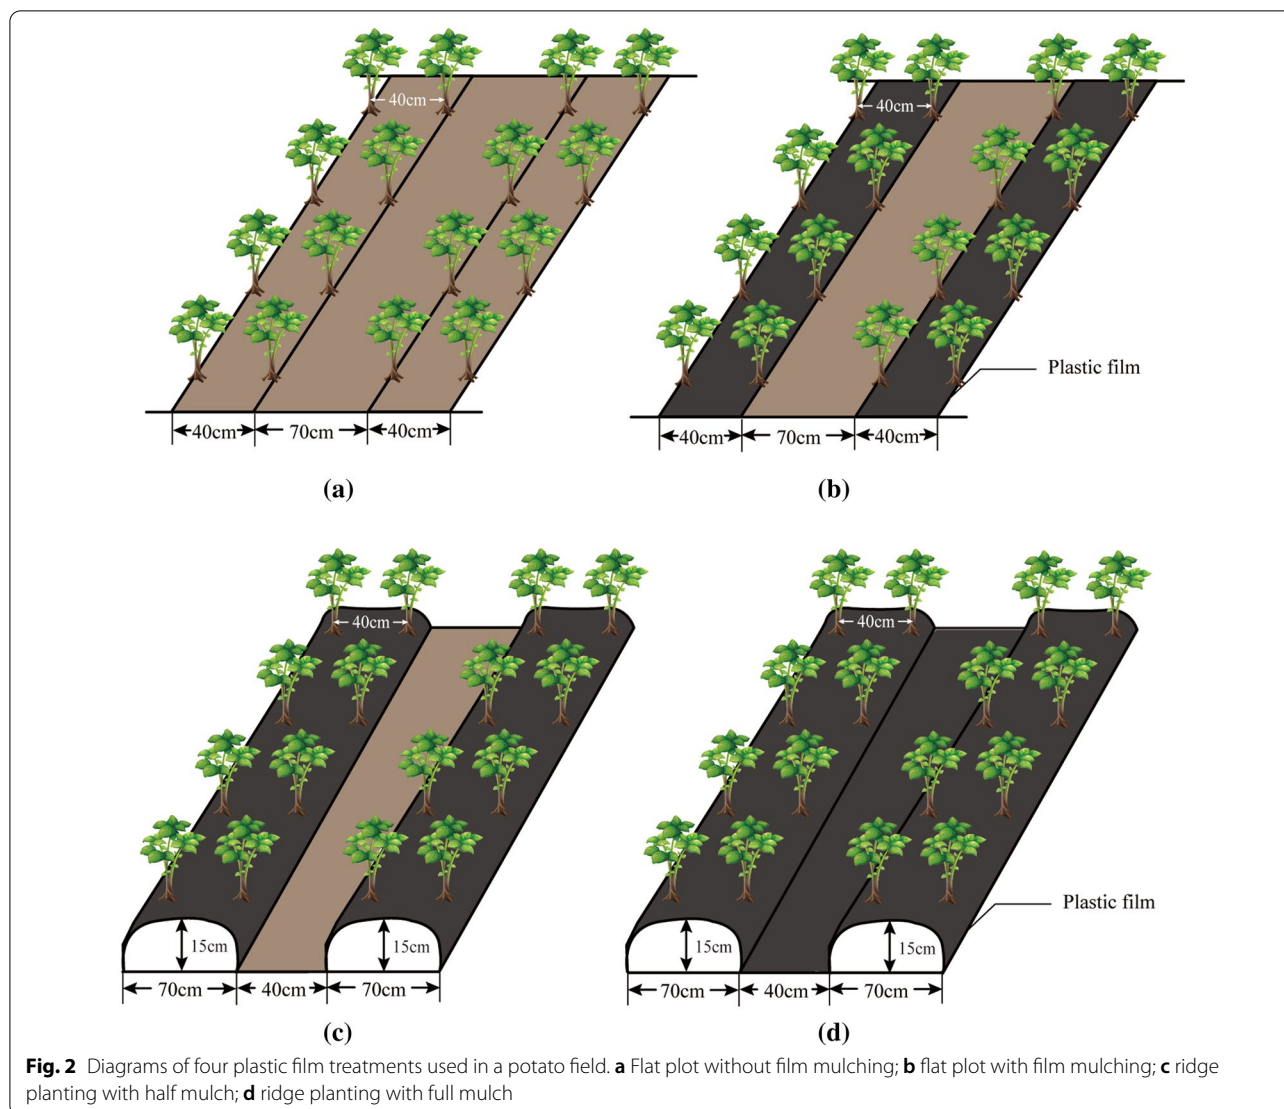 40cm
40cm
40cm 70cm 40cm
(a)
Plastic film
40cm 70cm 40cm
(b)
40cm
40cm
15cm 15cm
70cm 40cm 70cm
(c)
Plastic film
15cm 15cm
70cm 40cm 70cm
(d)
Fig. 2 Diagrams of four plastic film treatments used in a potato field. a Flat plot without film mulching; b flat plot with film mulching; c ridge
planting with half mulch; d ridge planting with full mulch